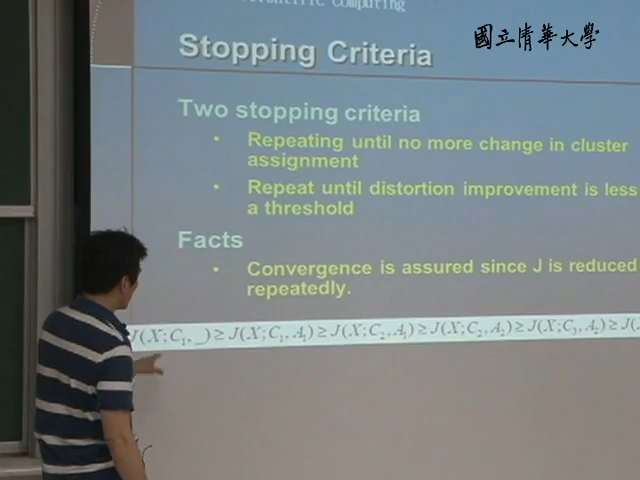 Scientific Computing
國立清華大學
Stopping Criteria
Two stopping criteria
• Repeating until no more change in cluster
assignment
• Repeat until distortion improvement is less
a threshold
Facts
• Convergence is assured since J is reduced
repeatedly.
J(X;C₁,_) ≥ J(X;C₁,A₁) ≥ J(X;C₂,A₁) ≥ J(X;C₂,A₂) ≥ J(X;C₃,A₂) ≥ J(